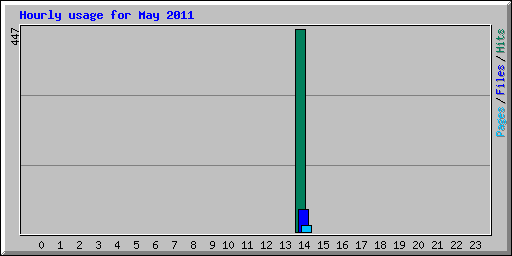 Hourly usage for May 2011
447
Pages/Files/Hits
0 1 2 3 4 5 6 7 8 9 10 11 12 13 14 15 16 17 18 19 20 21 22 23